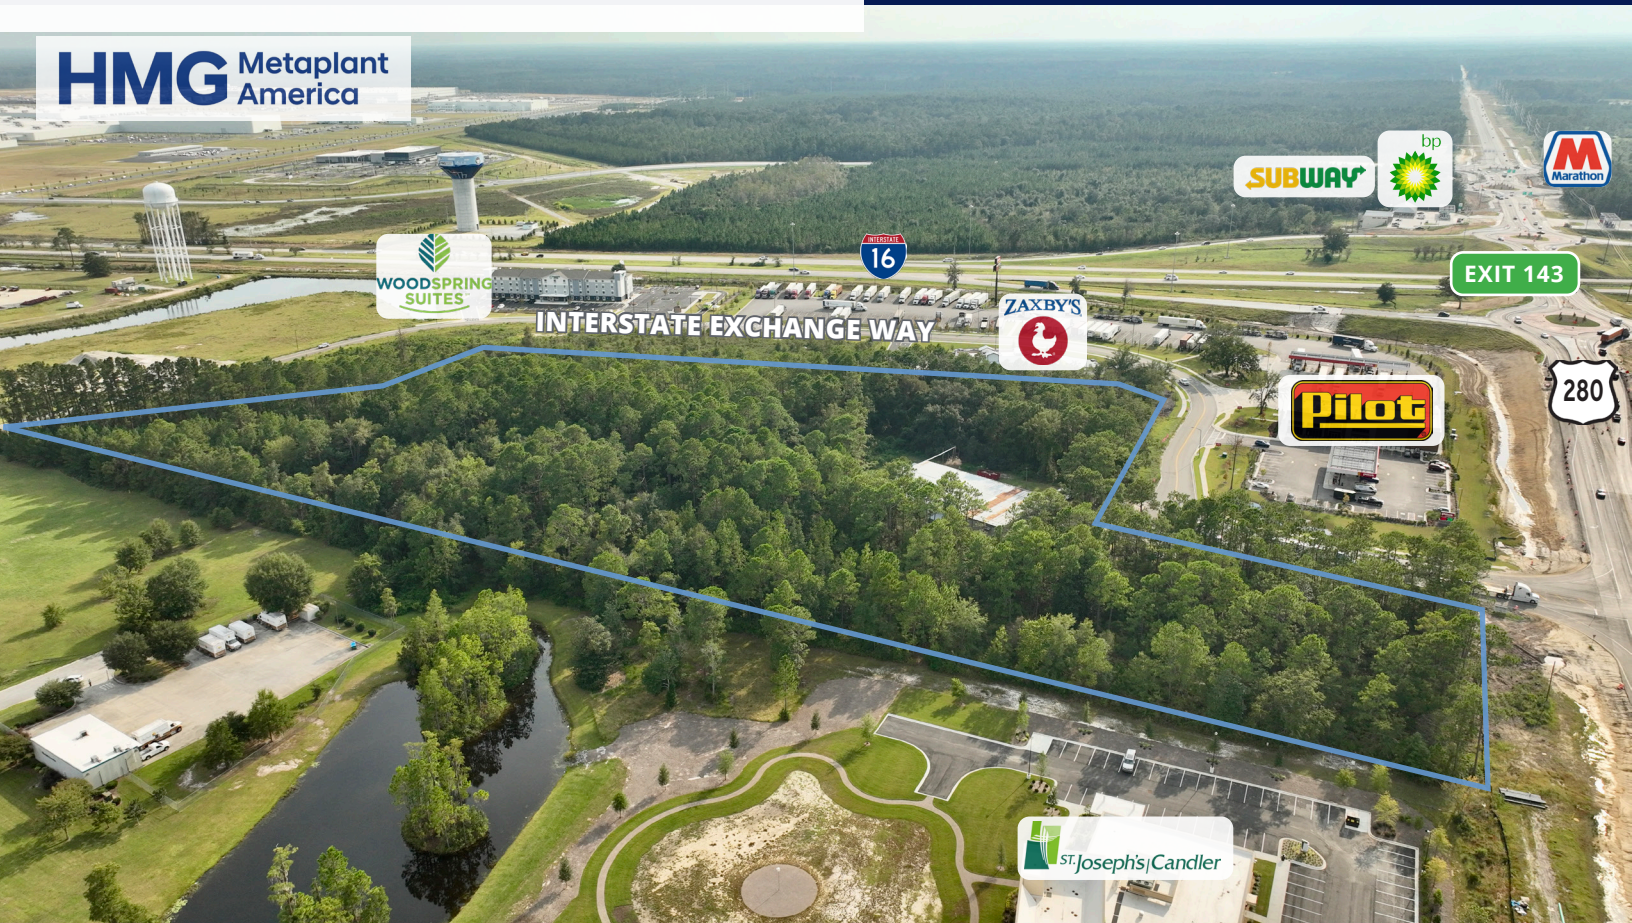 HMG Metaplant
America
bp
SUBWAY
Marathon
INTERSTATE
16
WOODSPRING
SUITES
EXIT 143
ZAXBY'S
INTERSTATE EXCHANGE WAY
280
Pilot
ST. Joseph's | Candler